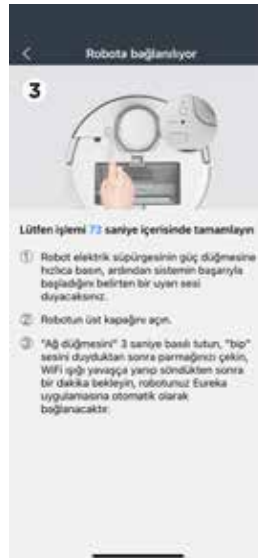 Robota bağlanılıyor
3
Lütfen işlemi 73 saniye içerisinde tamamlayın
① Robot elektrik süpürgesinin güç düğmesine
hızlıca basın, ardından sistemin başarıyla
başladığını belirten bir uyarı sesi
duyacaksınız.
② Robotun üst kapağını açın.
③ "Ağ düğmesini" 3 saniye basılı tutun, "bip"
sesini duyduktan sonra parmağınızı çekin,
WiFi ışığı yavaşça yanıp söndükten sonra
bir dakika bekleyin, robotunuz Eureka
uygulamasına otomatik olarak
bağlanacaktır.